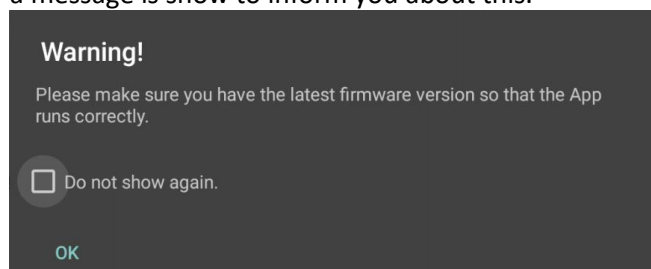 a message is show to inform you about this.
Warning!
Please make sure you have the latest firmware version so that the App
runs correctly.
Do not show again.
OK